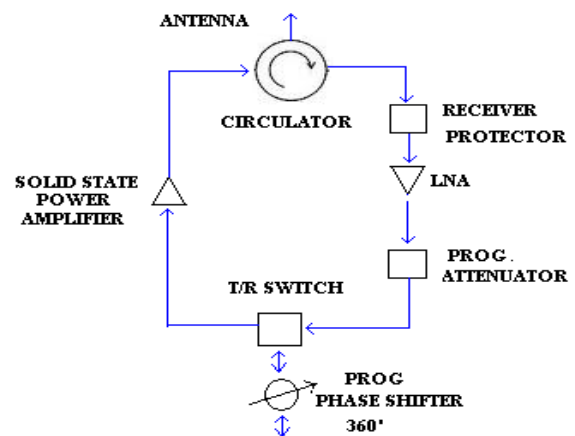 ANTENNA
CIRCULATOR
RECEIVER
PROTECTOR
SOLID STATE
POWER
AMPLIFIER
LNA
PROG.
ATTENUATOR
T/R SWITCH
PROG
PHASE SHIFTER
360°